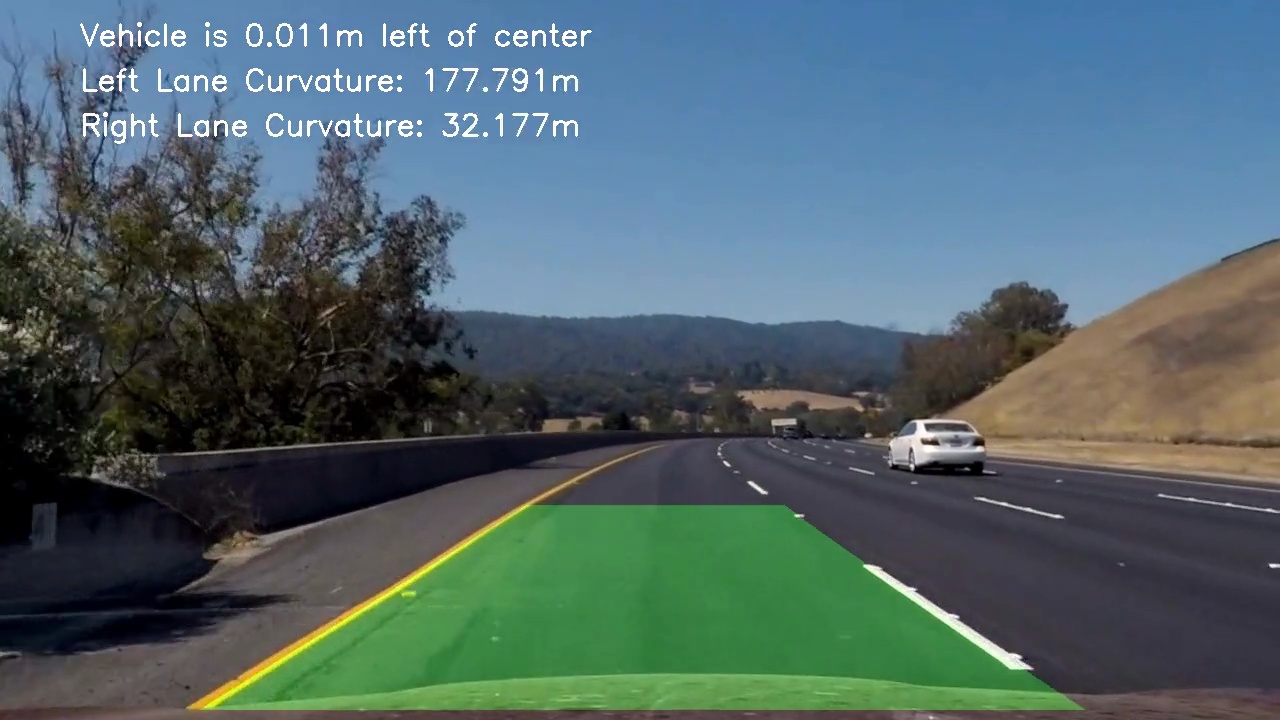 Vehicle is 0.011m left of center
Left Lane Curvature: 177.791m
Right Lane Curvature: 32.177m